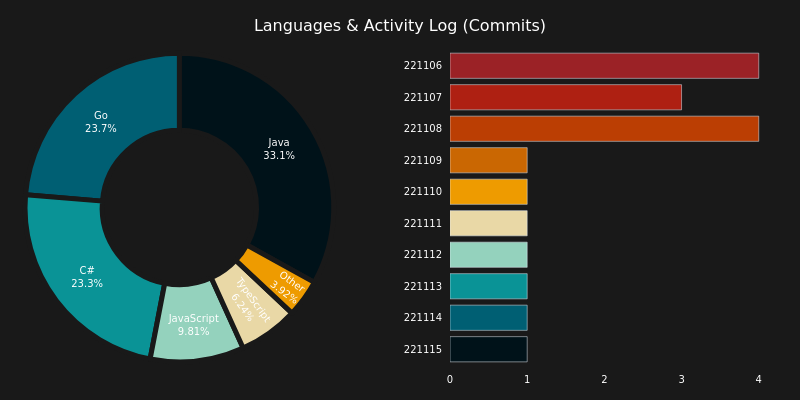 Languages & Activity Log (Commits)
Java
33.1%
Go
23.7%
C#
23.3%
JavaScript
9.81%
TypeScript
6.24%
Other
3.92%
221106
221107
221108
221109
221110
221111
221112
221113
221114
221115
0 1 2 3 4